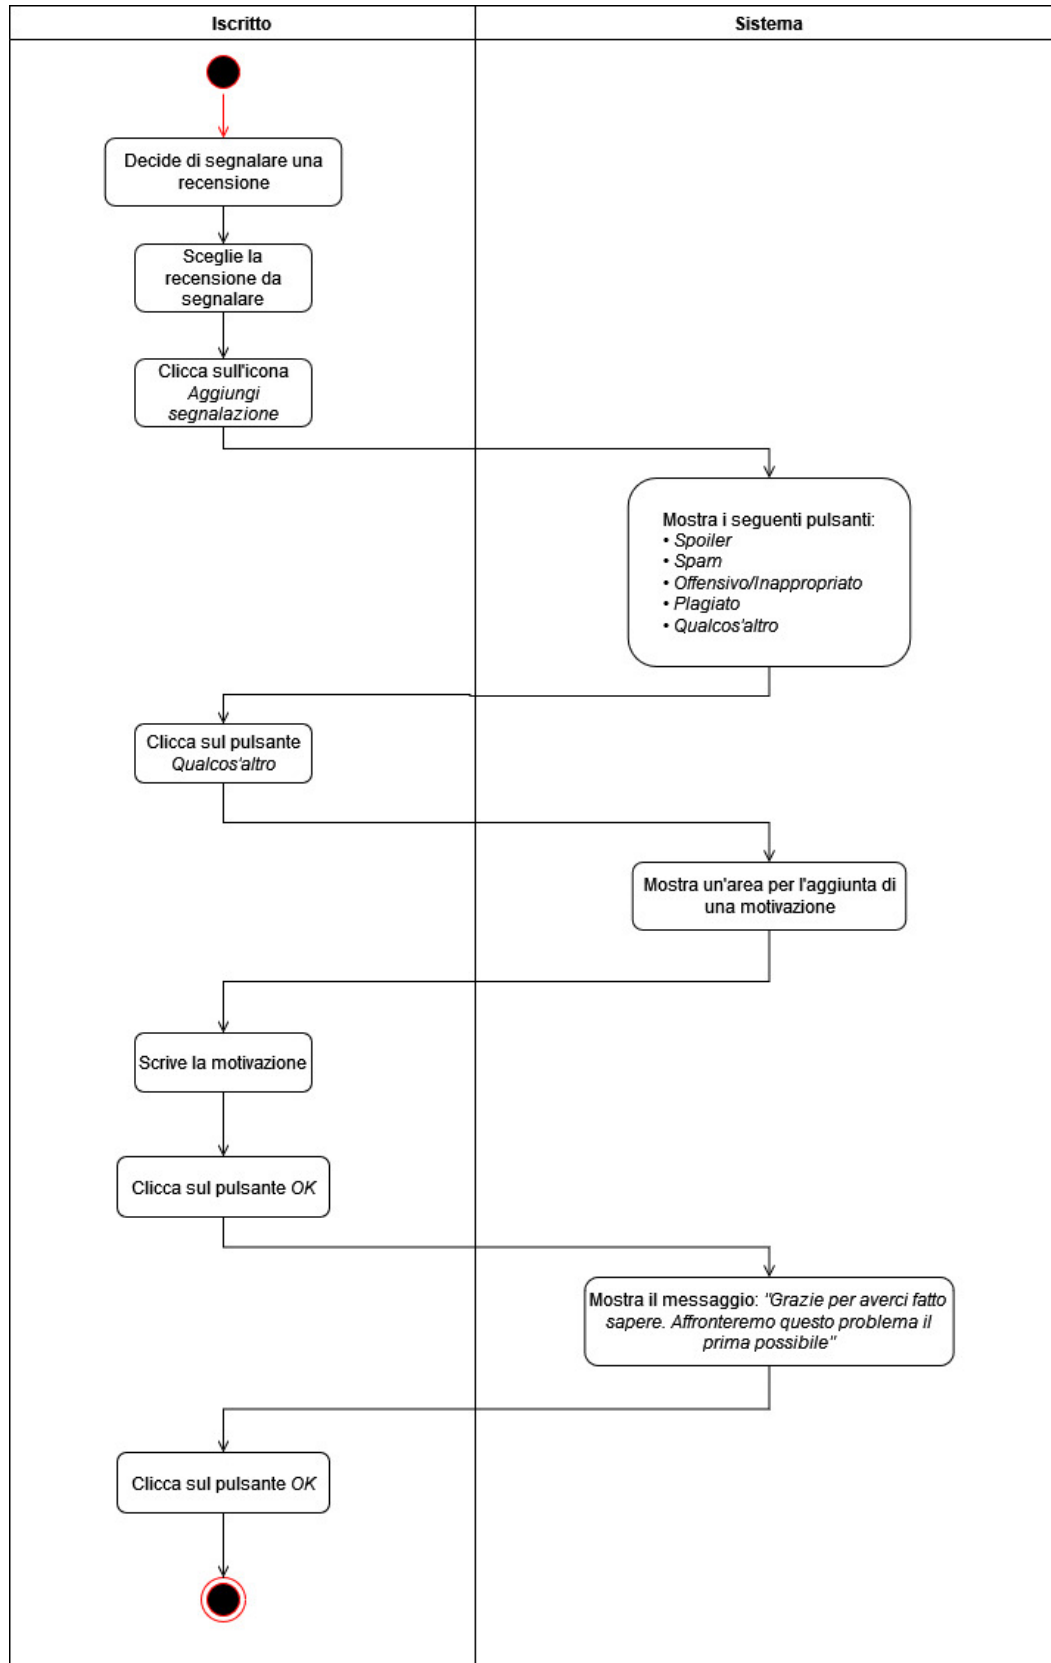 Iscritto
Sistema
Decide di segnalare una
recensione
Sceglie la
recensione da
segnalare
Clicca sull'icona
Aggiungi
segnalazione
Mostra i seguenti pulsanti:
• Spoiler
• Spam
• Offensivo/Inappropriato
• Plagiato
• Qualcos'altro
Clicca sul pulsante
Qualcos'altro
Mostra un'area per l'aggiunta di
una motivazione
Scrive la motivazione
Clicca sul pulsante OK
Mostra il messaggio: "Grazie per averci fatto
sapere. Affronteremo questo problema il
prima possibile"
Clicca sul pulsante OK